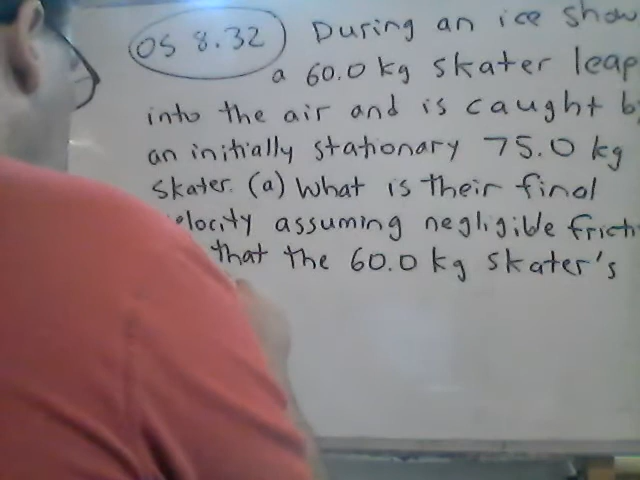 OS 8.32 During an ice show
a 60.0 kg skater leap
into the air and is caught b
an initially stationary 75.0 kg
skater. (a) What is their final
locity assuming negligible frict
that the 60.0 kg skater's